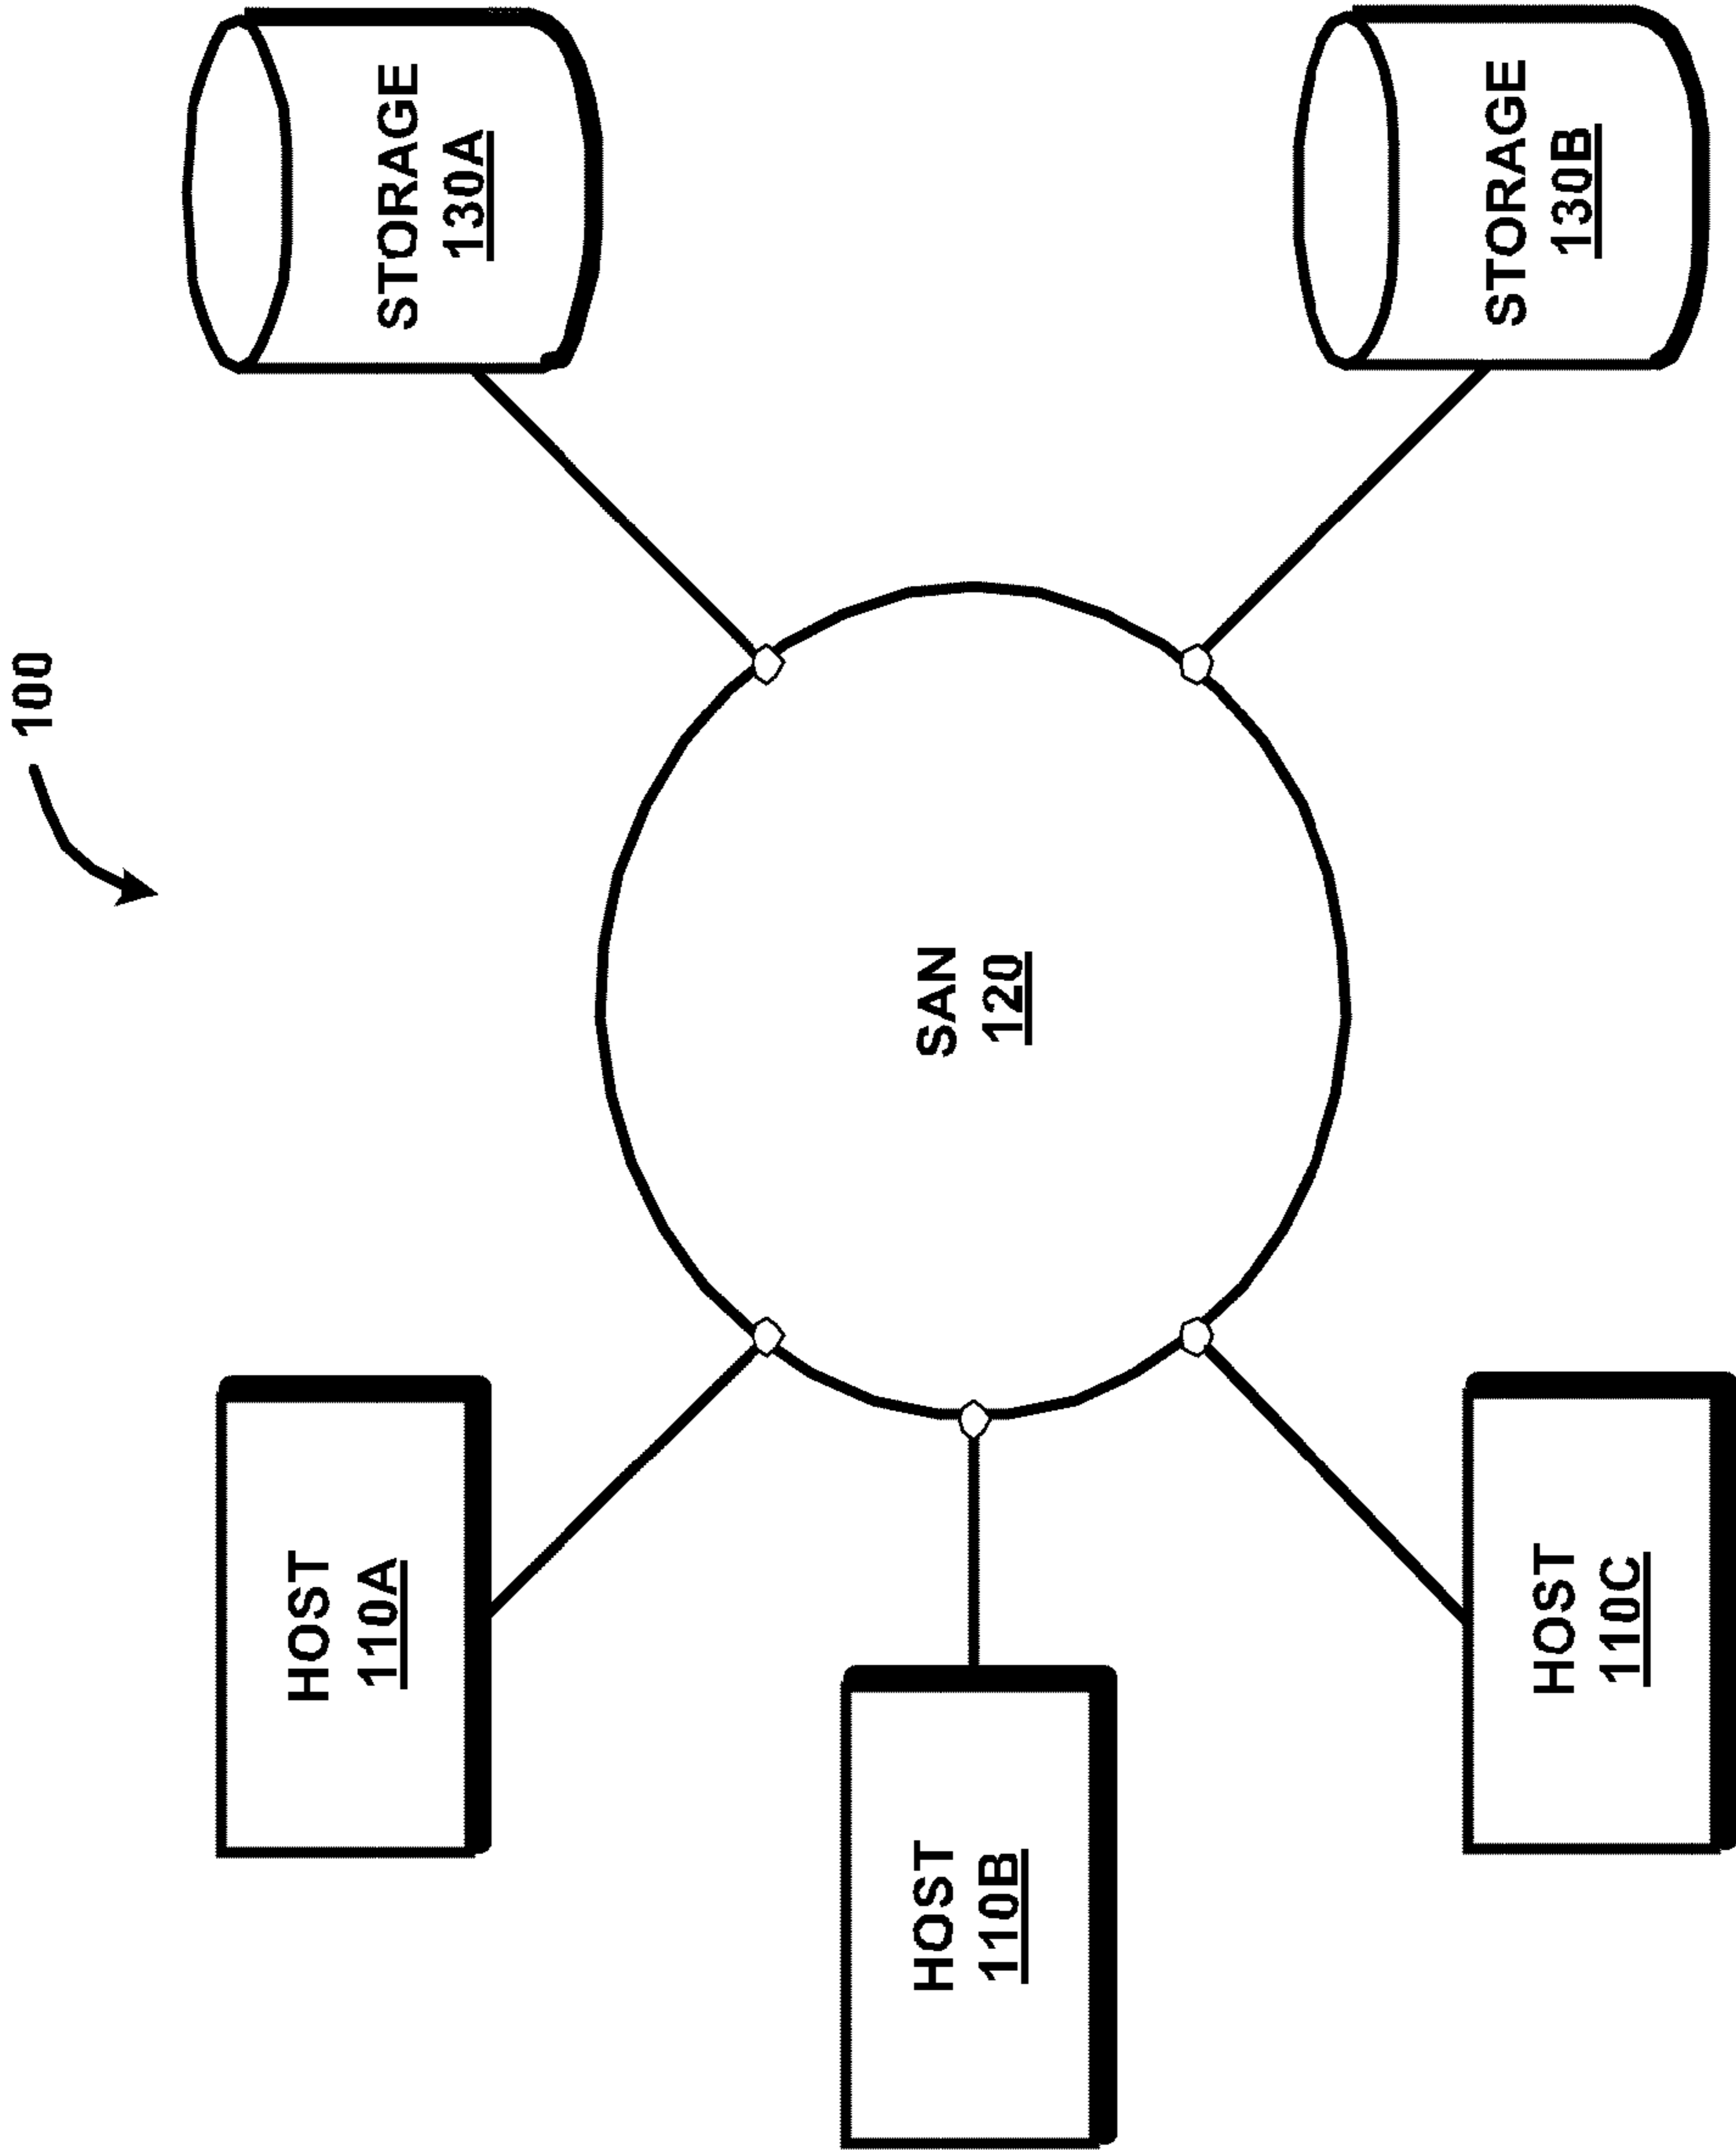 100
HOST
110A
HOST
110B
HOST
110C
SAN
120
STORAGE
130A
STORAGE
130B